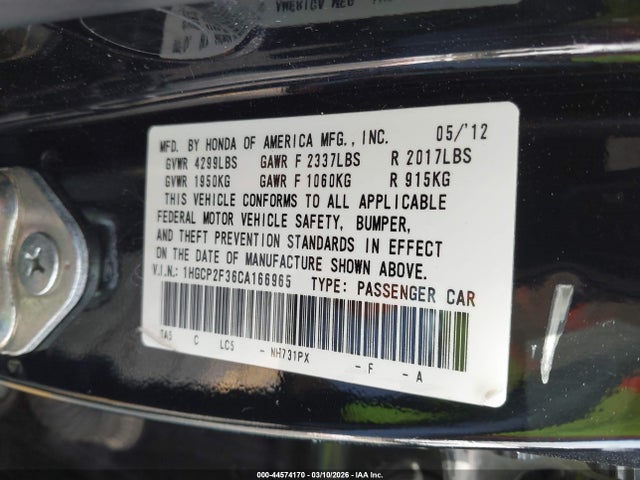 MFD. BY HONDA OF AMERICA MFG., INC. 05/'12
GVWR 4299LBS GAWR F 2337LBS R 2017LBS
GVWR 1950KG GAWR F 1060KG R 915KG
THIS VEHICLE CONFORMS TO ALL APPLICABLE
FEDERAL MOTOR VEHICLE SAFETY, BUMPER,
AND THEFT PREVENTION STANDARDS IN EFFECT
ON THE DATE OF MANUFACTURE SHOWN ABOVE.
V.I.N.: 1HGCP2F36CA166965 TYPE: PASSENGER CAR
TA5 C LC5 - NH731PX - F - A
000-44574170 - 03/10/2026 - IAA Inc.